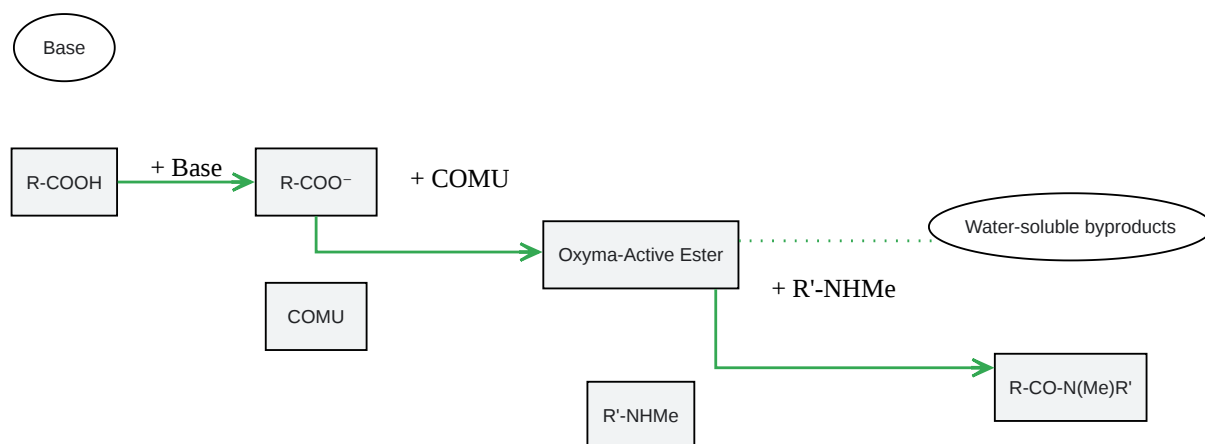 Base
R-COOH
+ Base
R-COO⁻
+ COMU
Oxyma-Active Ester
Water-soluble byproducts
COMU
+ R'-NHMe
R'-NHMe
R-CO-N(Me)R'